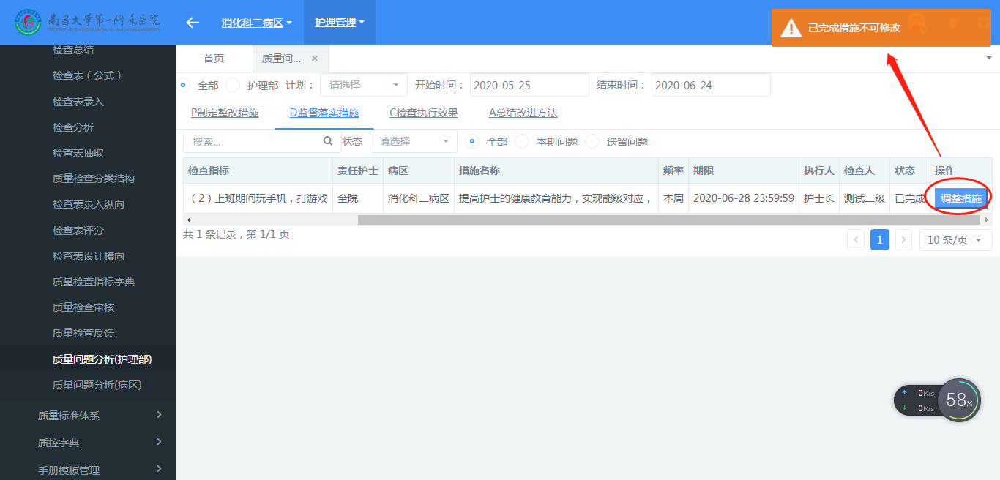 南昌大学第一附属医院
THE FIRST AFFILIATED HOSPITAL OF NANCHANG UNIVERSITY
消化科二病区
护理管理
已完成措施不可修改
检查总结
检查表（公式）
检查表录入
检查分析
检查表抽取
质量检查分类结构
检查表录入纵向
检查表评分
检查表设计横向
质量检查指标字典
质量检查审核
质量检查反馈
质量问题分析(护理部)
质量问题分析(病区)
质量标准体系
质控字典
手册模板管理
首页 质量问...
全部 护理部 计划： 请选择 开始时间： 2020-05-25 结束时间： 2020-06-24
P制定整改措施 D监督落实措施 C检查执行效果 A总结改进方法
搜索... 状态 请选择 全部 本期问题 遗留问题
检查指标 责任护士 病区 措施名称 频率 期限 执行人 检查人 状态 操作
（2）上班期间玩手机，打游戏 全院 消化科二病区 提高护士的健康教育能力，实现能级对应， 本周 2020-06-28 23:59:59 护士长 测试二级 已完成 调整措施
共 1 条记录，第 1/1 页
1 10 条/页
0K/s
0K/s
58%